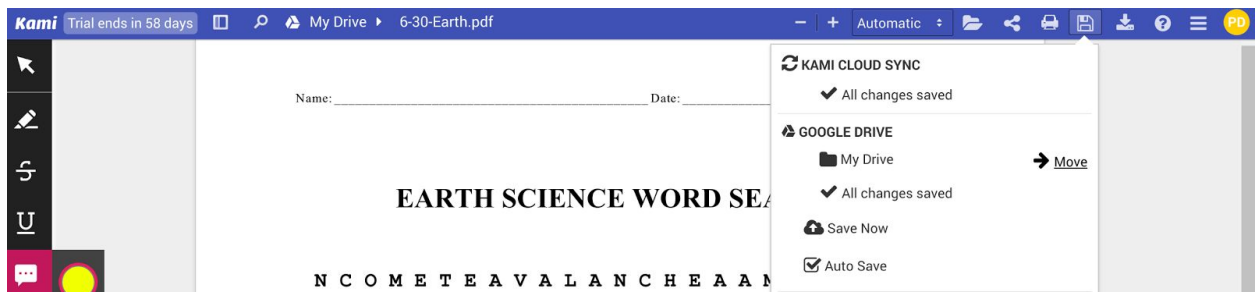 Kami Trial ends in 58 days My Drive 6-30-Earth.pdf Automatic PD
KAMI CLOUD SYNC
All changes saved
Name: Date:
GOOGLE DRIVE
My Drive Move
EARTH SCIENCE WORD
All changes saved
Save Now
Auto Save
N C O M E T E A V A L A N C H E A A